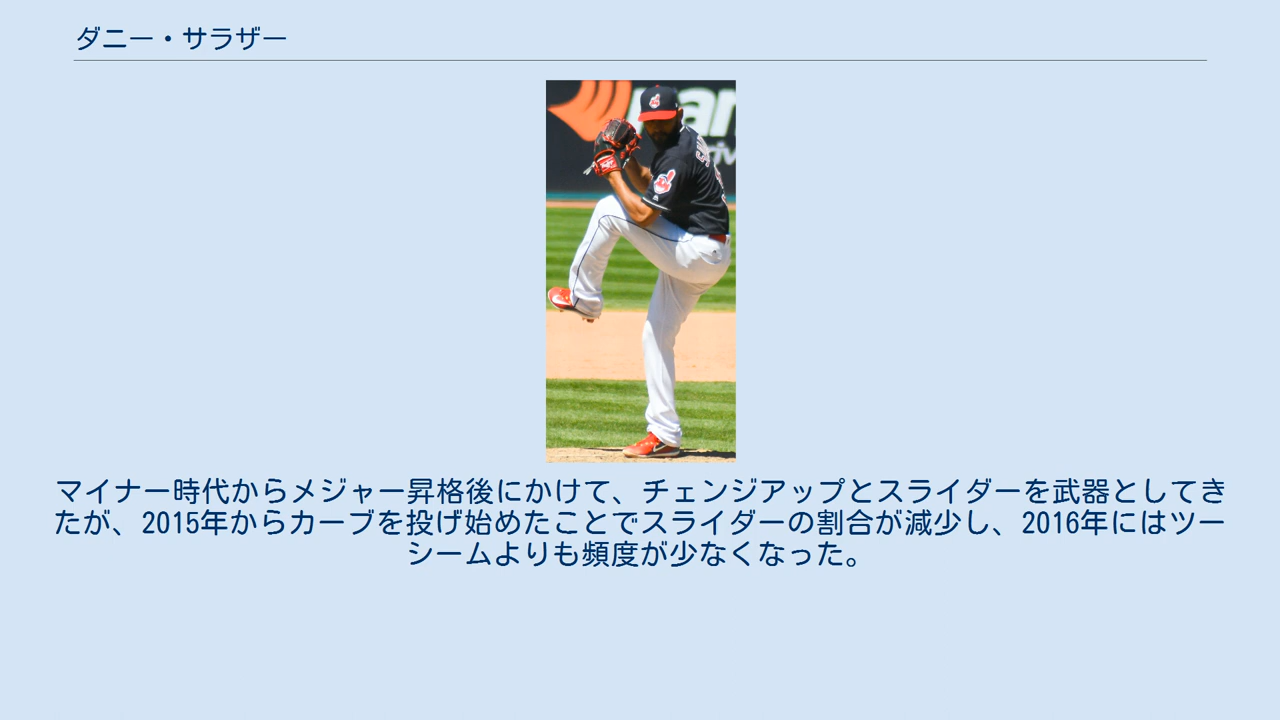 ダニー・サラザー
マイナー時代からメジャー昇格後にかけて、チェンジアップとスライダーを武器としてき
たが、2015年からカーブを投げ始めたことでスライダーの割合が減少し、2016年にはツー
シームよりも頻度が少なくなった。